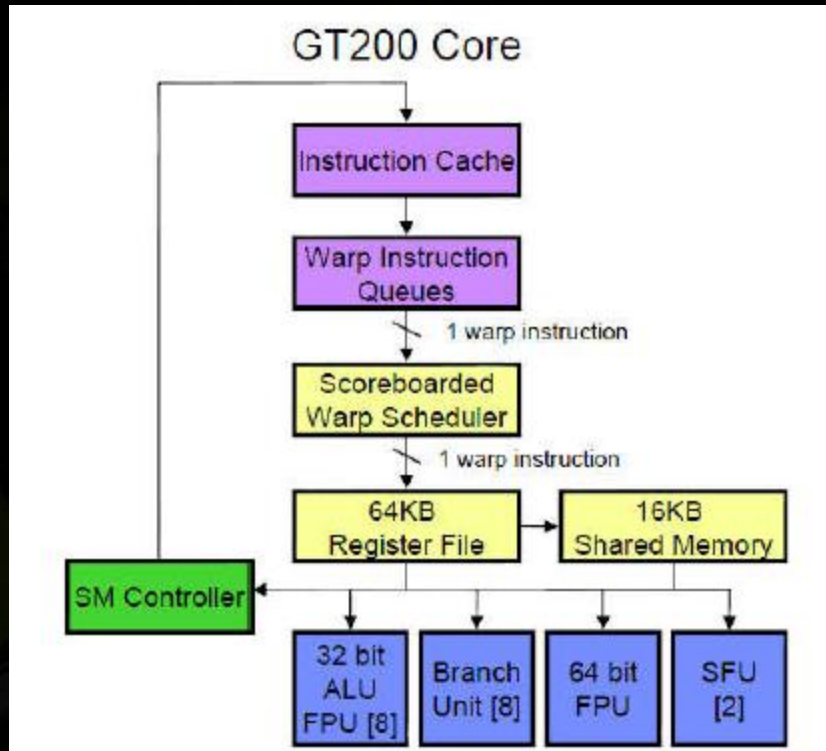 GT200 Core
Instruction Cache
Warp Instruction
Queues
1 warp instruction
Scoreboarded
Warp Scheduler
1 warp instruction
64KB
Register File
16KB
Shared Memory
SM Controller
32 bit
ALU
FPU [8]
Branch
Unit [8]
64 bit
FPU
SFU
[2]